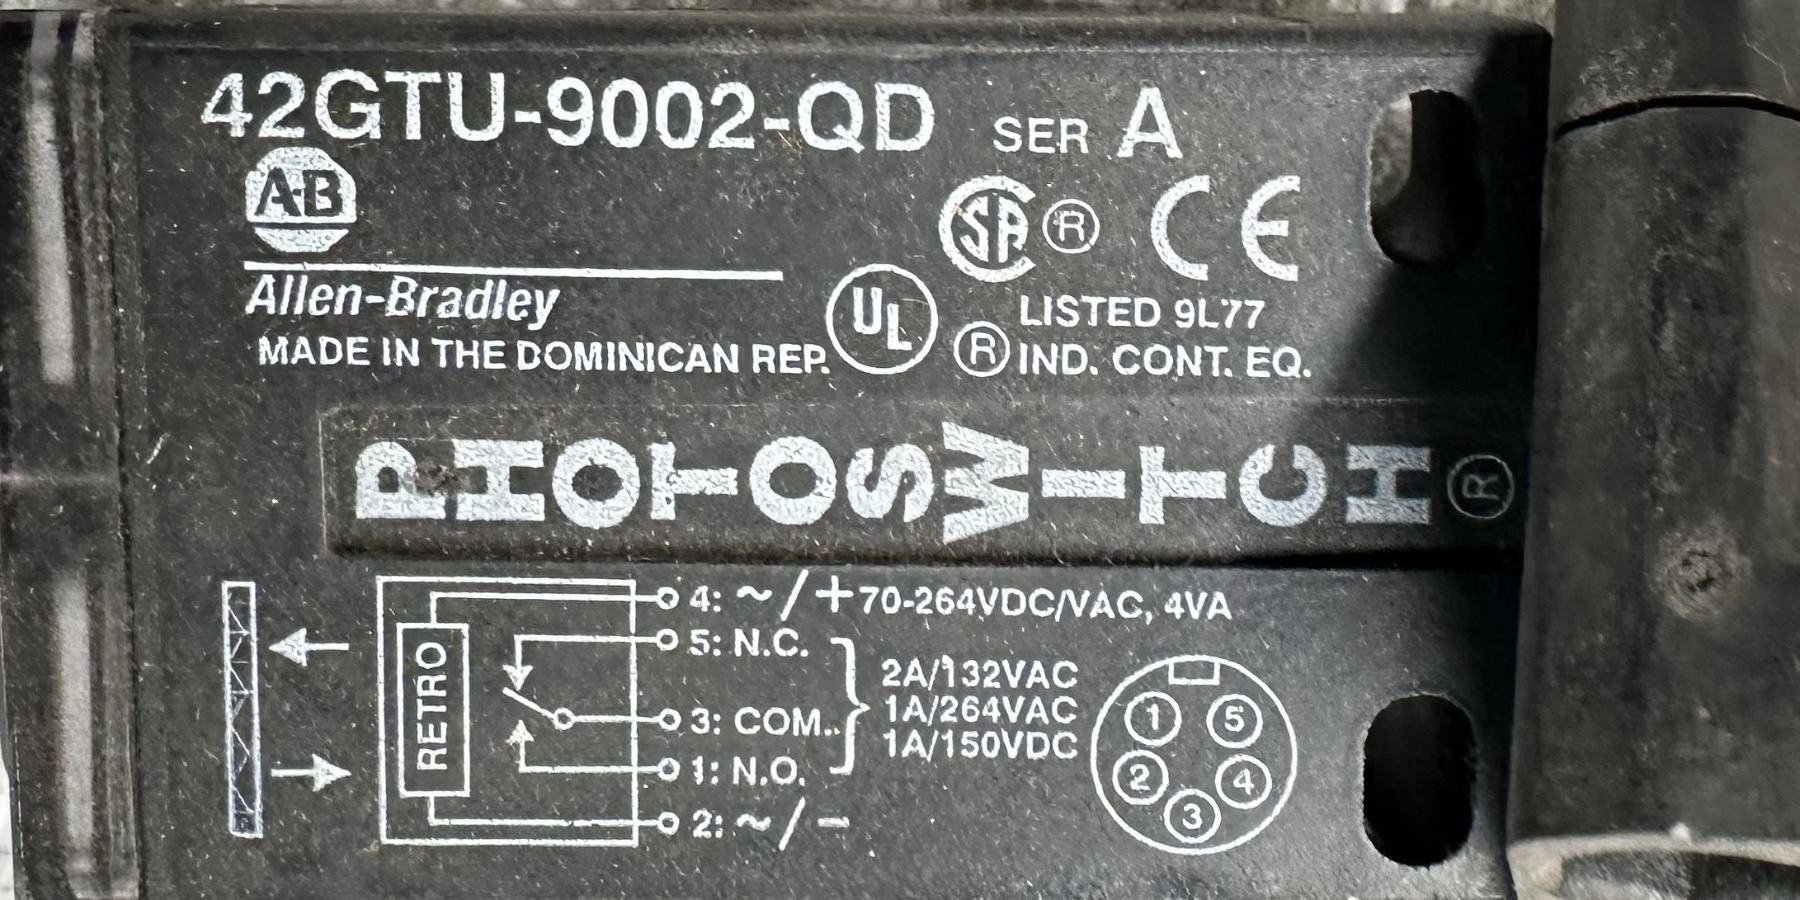 42GTU-9002-QD SER A
A-B
SA ® CE
Allen-Bradley
MADE IN THE DOMINICAN REP.
UL ®
LISTED 9L77
IND. CONT. EQ.
PHOTOSWITCH®
RETRO
4: ~/+70-264VDC/VAC, 4VA
5: N.C.
3: COM.
1: N.O.
2: ~/-
2A/132VAC
1A/264VAC
1A/150VDC
1 5
2 4
3